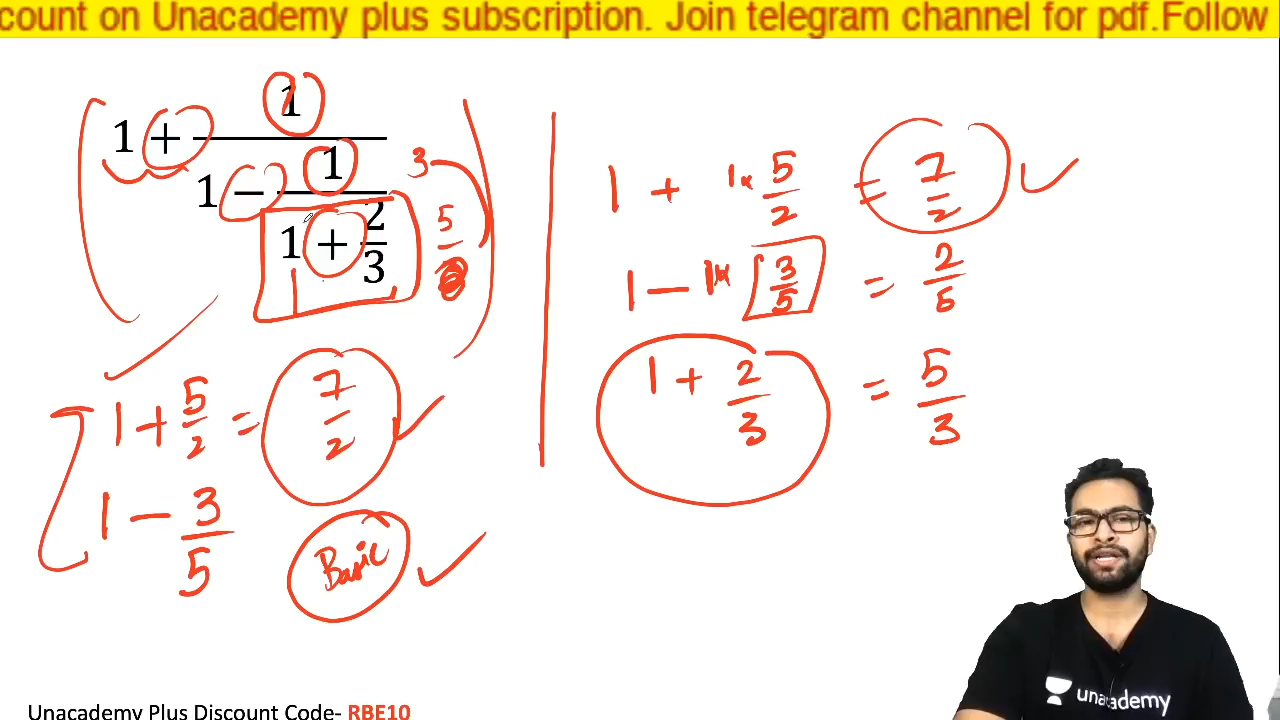 count on Unacademy plus subscription. Join telegram channel for pdf.Follow
1 + 1
1 − 1
1 + 2/3
3
5
1 + 5/2 = 7/2
1 − 3/5
Basic
1 + 1x 5/2 = 7/2
1 − 1x 3/5 = 2/5
1 + 2/3 = 5/3
unacademy
Unacademy Plus Discount Code- RBE10